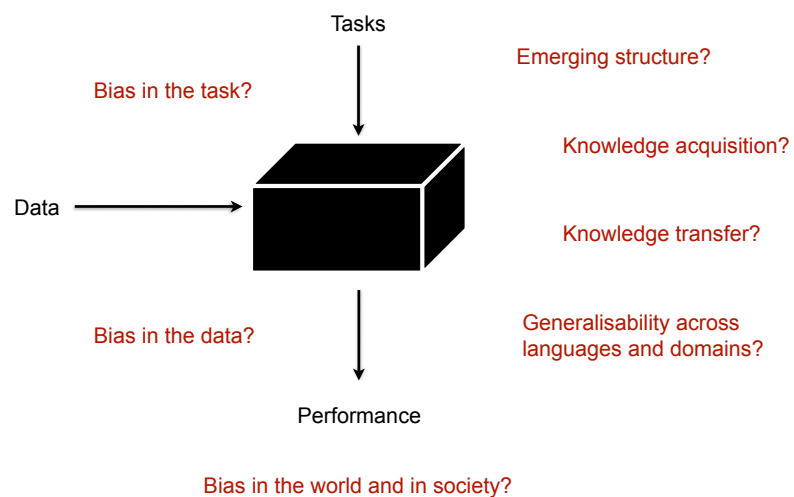 Tasks
Emerging structure?
Bias in the task?
Knowledge acquisition?
Data
Knowledge transfer?
Bias in the data?
Generalisability across
languages and domains?
Performance
Bias in the world and in society?